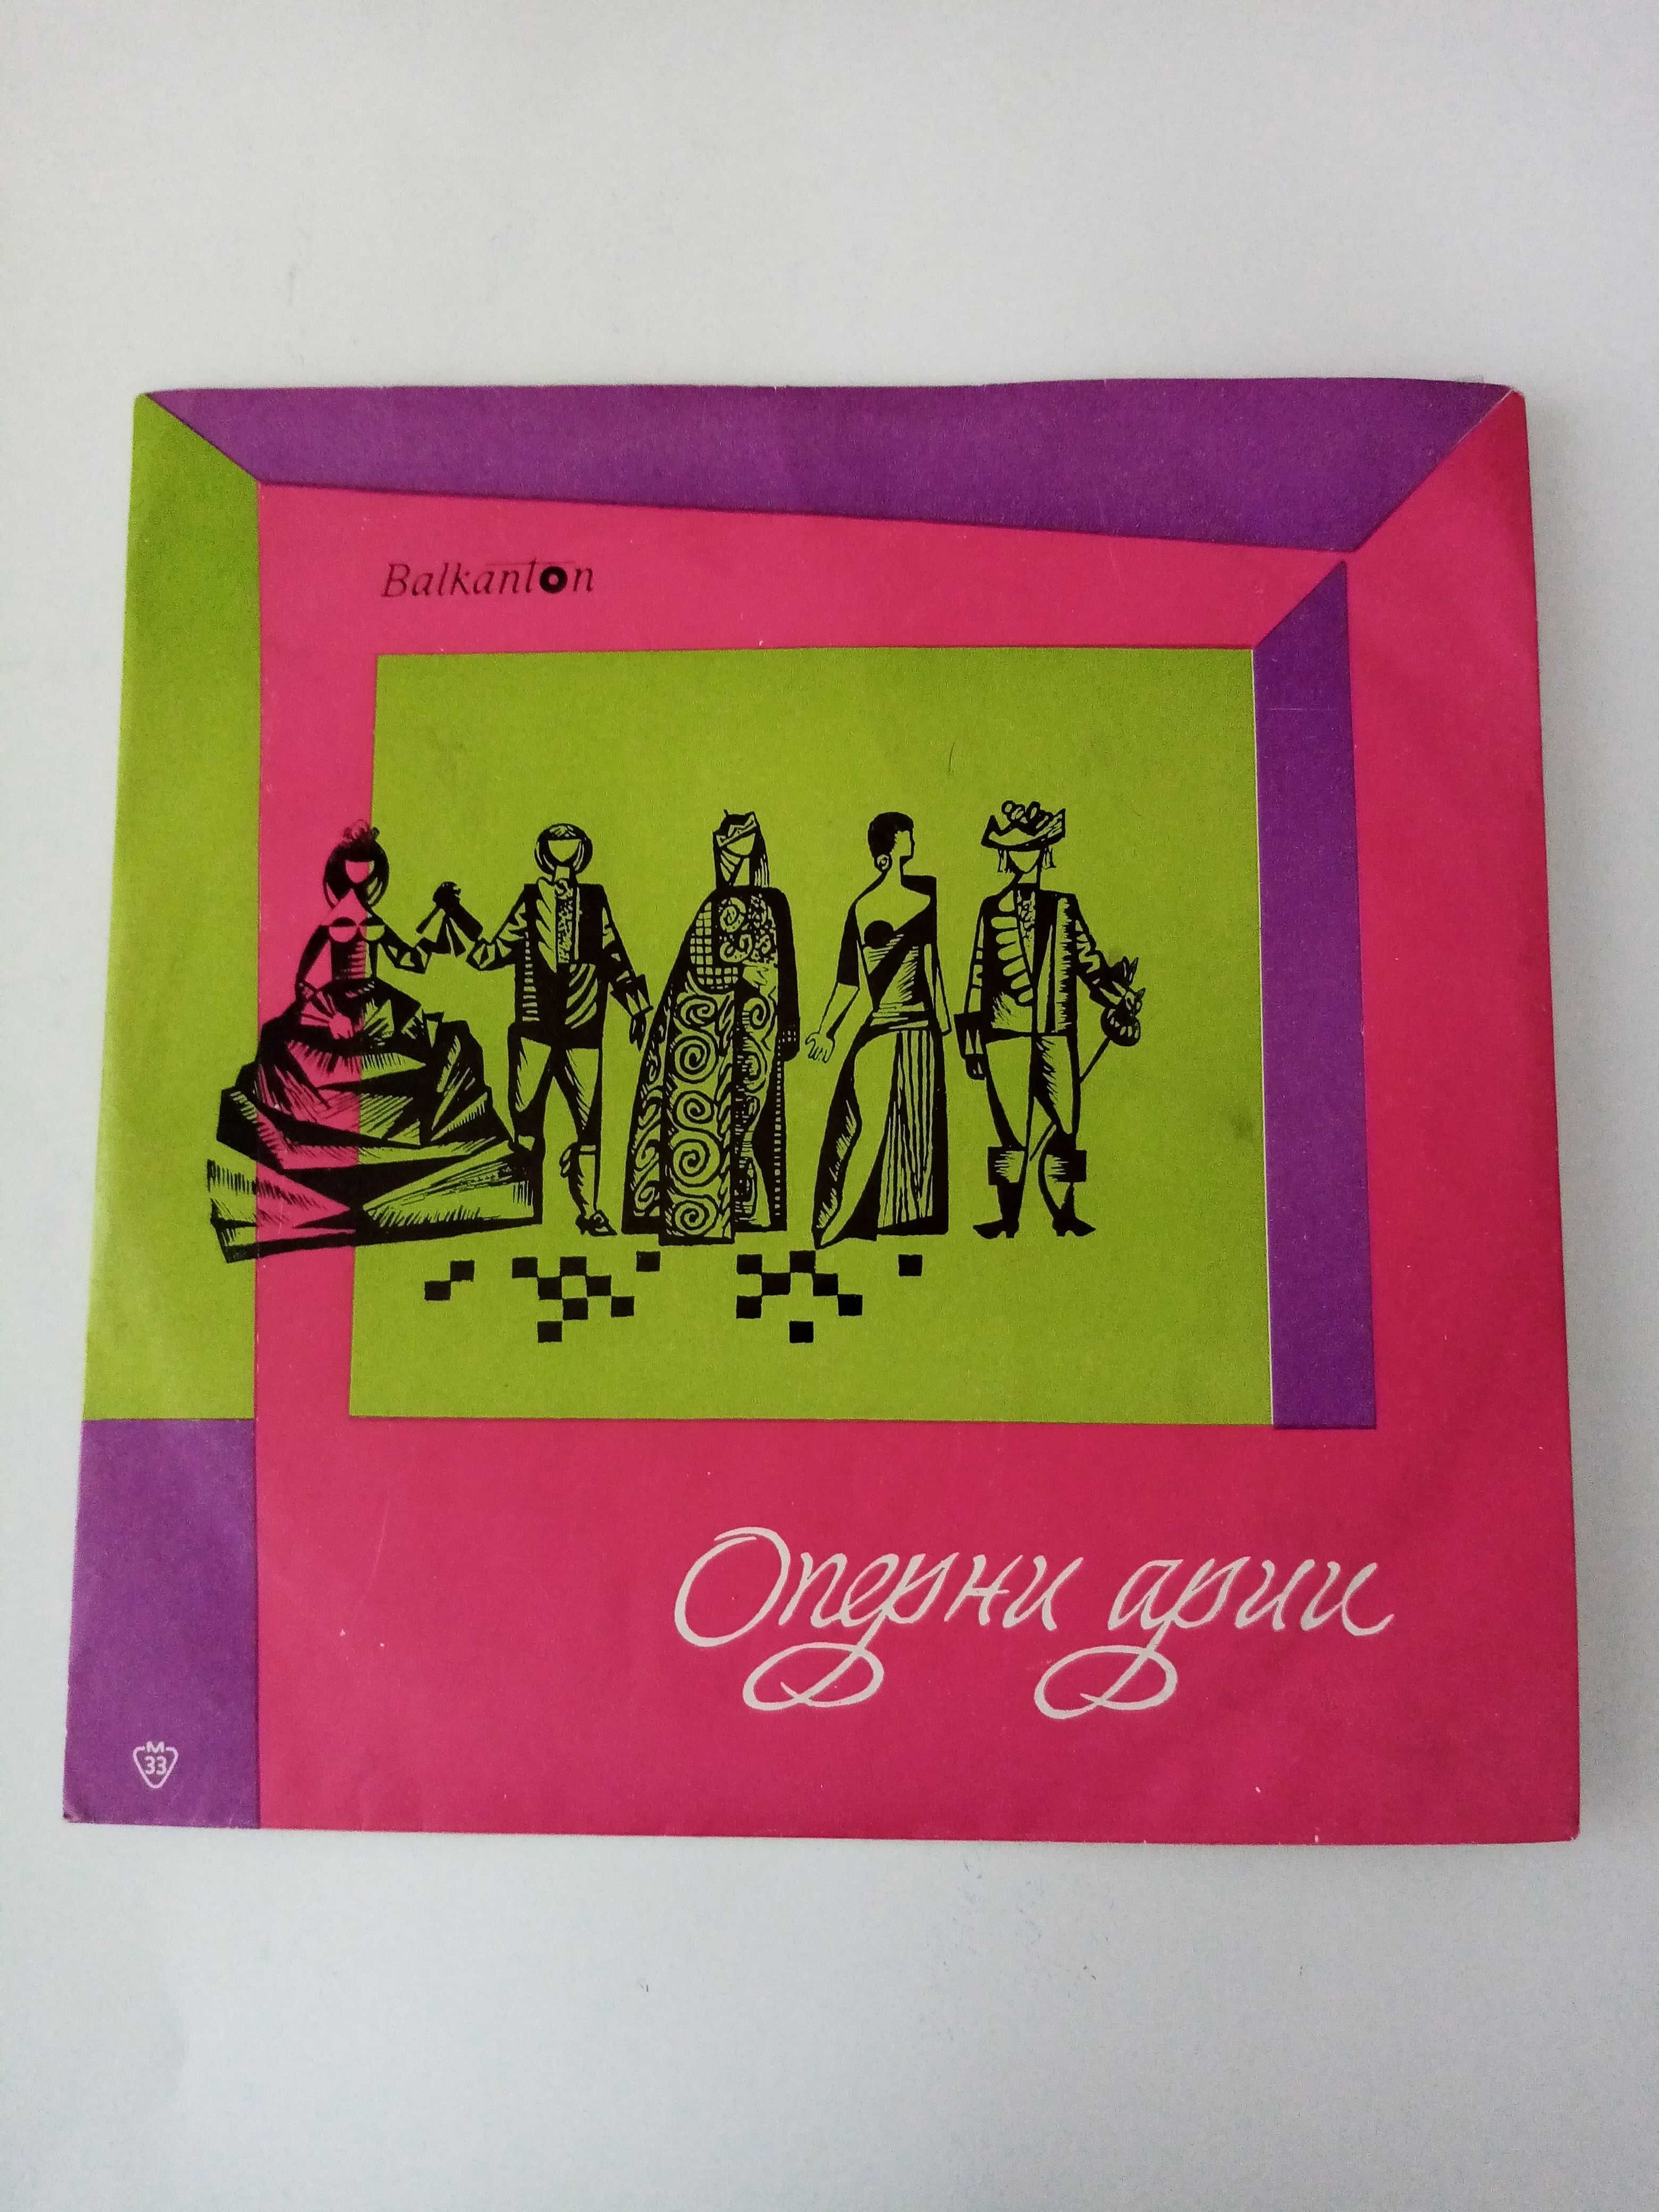 Balkanton
Оперни арии
М
33